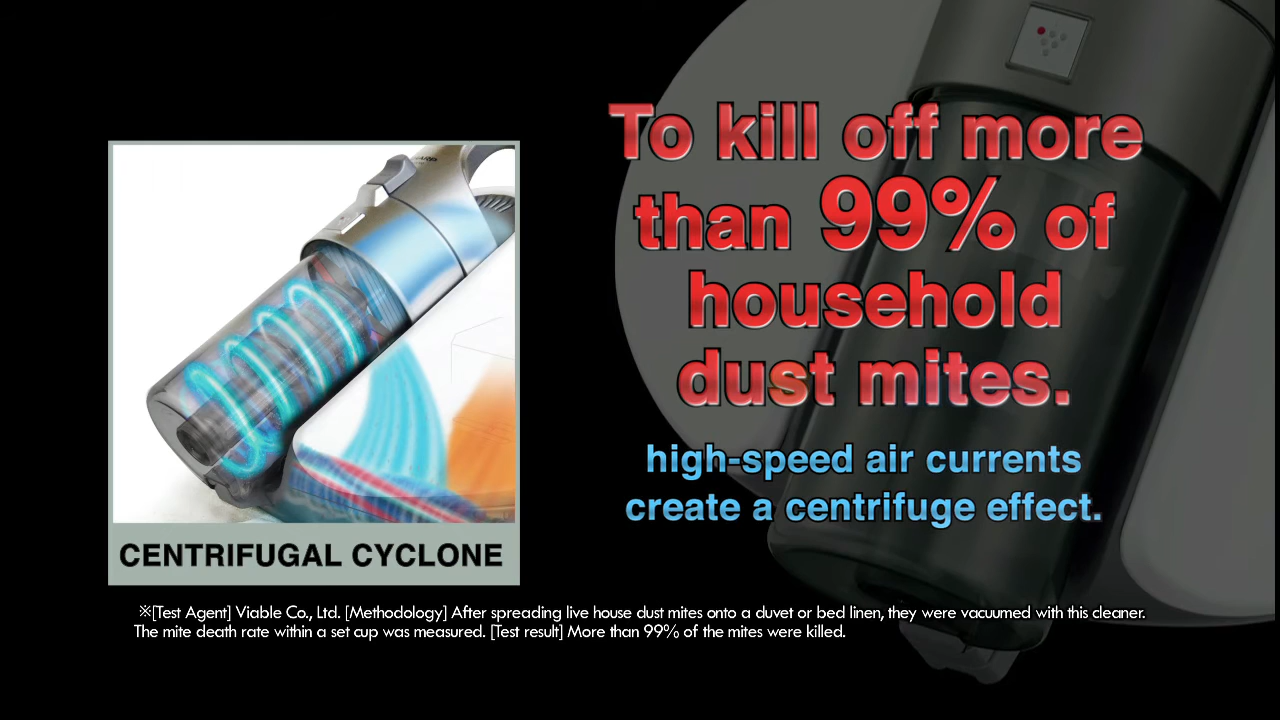 To kill off more
than 99% of
household
dust mites.
high-speed air currents
create a centrifuge effect.
CENTRIFUGAL CYCLONE
※[Test Agent] Viable Co., Ltd. [Methodology] After spreading live house dust mites onto a duvet or bed linen, they were vacuumed with this cleaner.
The mite death rate within a set cup was measured. [Test result] More than 99% of the mites were killed.